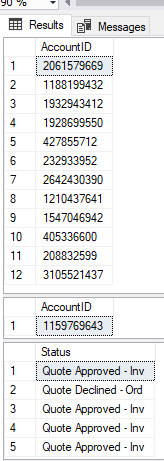 90 %
Results Messages
AccountID
1 2061579669
2 1188199432
3 1932943412
4 1928699550
5 427855712
6 232933952
7 2642430390
8 1210437641
9 1547046942
10 405336600
11 208832599
12 3105521437
AccountID
1 1159769643
Status
1 Quote Approved - Inv
2 Quote Declined - Ord
3 Quote Approved - Inv
4 Quote Approved - Inv
5 Quote Approved - Inv